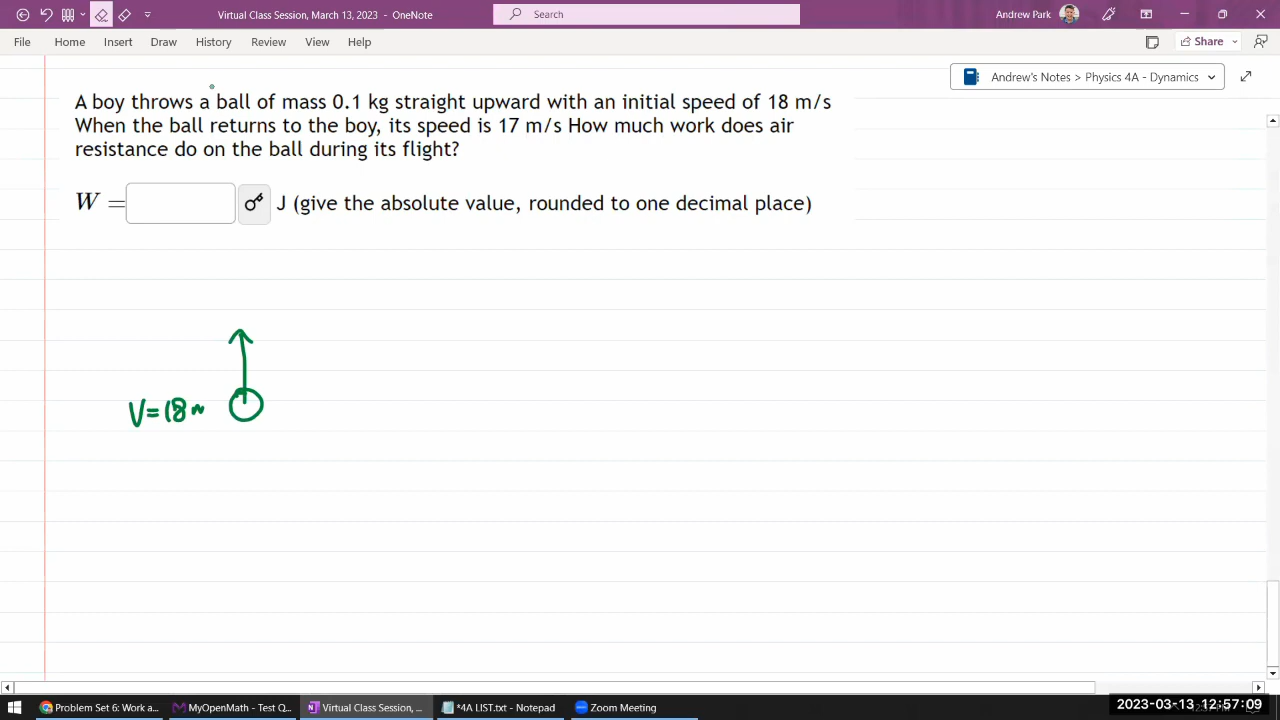 Virtual Class Session, March 13, 2023 - OneNote
Search
Andrew Park
File Home Insert Draw History Review View Help
Share
Andrew's Notes > Physics 4A - Dynamics
A boy throws a ball of mass 0.1 kg straight upward with an initial speed of 18 m/s
When the ball returns to the boy, its speed is 17 m/s How much work does air
resistance do on the ball during its flight?
W = J (give the absolute value, rounded to one decimal place)
V=18 m
Problem Set 6: Work a...
MyOpenMath - Test Q...
Virtual Class Session, ...
*4A LIST.txt - Notepad
Zoom Meeting
2023-03-13 12:57:09